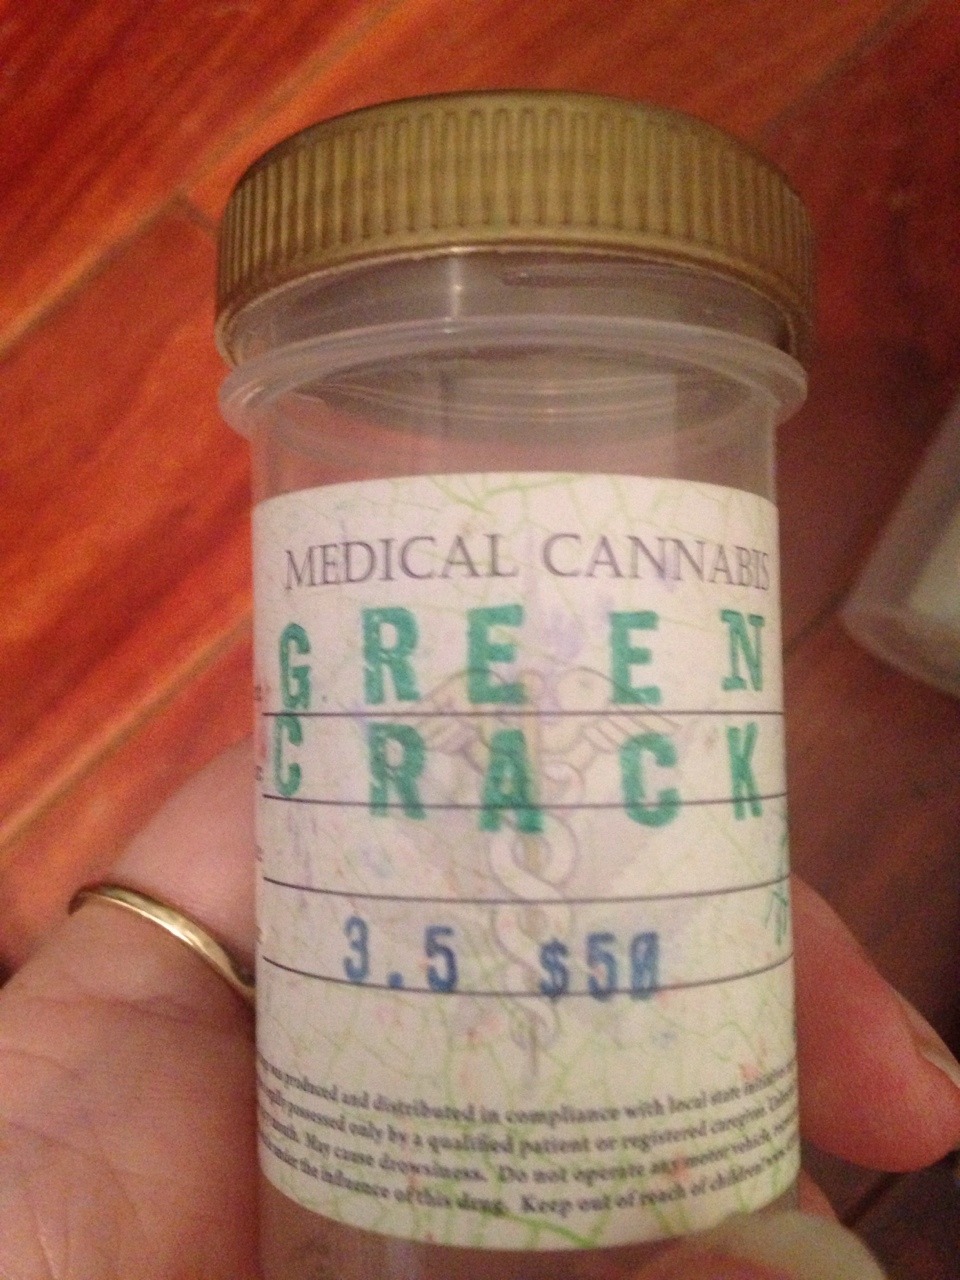 MEDICAL CANNABIS
GREEN
CRACK
3.5 $50
was produced and distributed in compliance with local state
possessed only by a qualified patient or registered caregiver.
May cause drowsiness. Do not operate any motor vehicle
under the influence of this drug. Keep out of reach of children